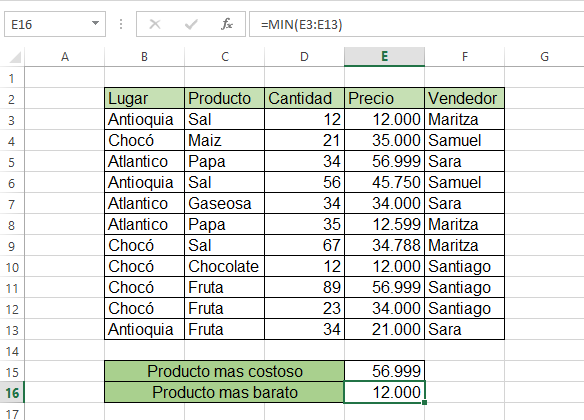 E16 fx =MIN(E3:E13)
A B C D E F G
1
2 Lugar Producto Cantidad Precio Vendedor
3 Antioquia Sal 12 12.000 Maritza
4 Chocó Maiz 21 35.000 Samuel
5 Atlantico Papa 34 56.999 Sara
6 Antioquia Sal 56 45.750 Samuel
7 Atlantico Gaseosa 34 34.000 Sara
8 Atlantico Papa 35 12.599 Maritza
9 Chocó Sal 67 34.788 Maritza
10 Chocó Chocolate 12 12.000 Santiago
11 Chocó Fruta 89 56.999 Santiago
12 Chocó Fruta 23 34.000 Santiago
13 Antioquia Fruta 34 21.000 Sara
14
15 Producto mas costoso 56.999
16 Producto mas barato 12.000
17